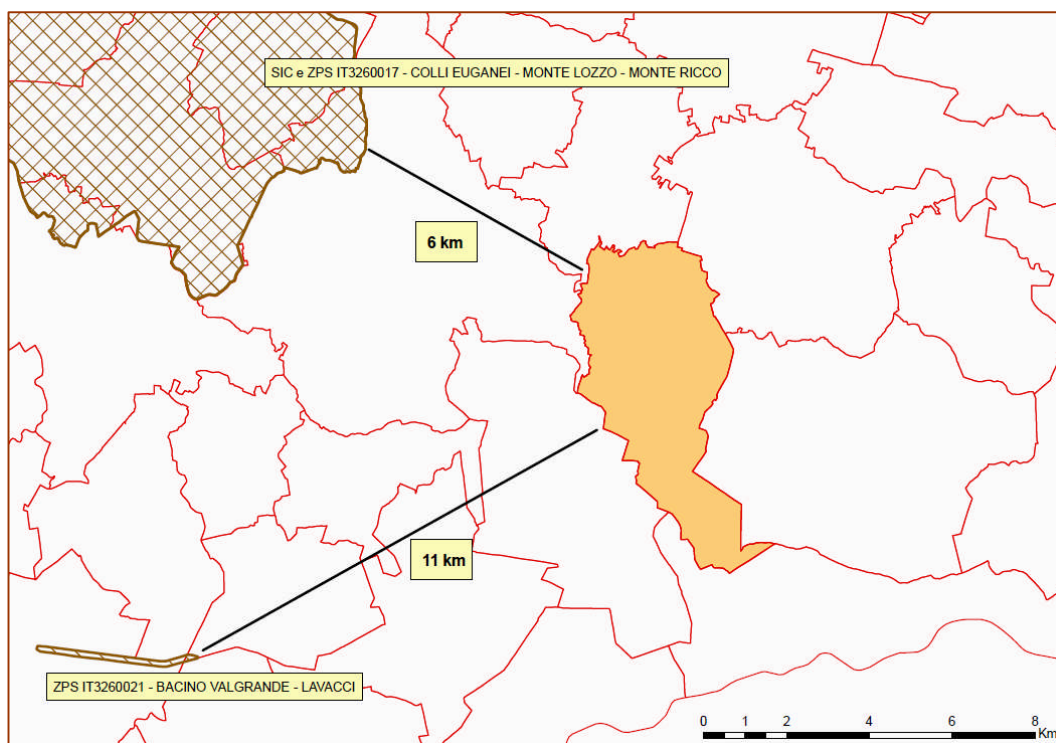 SIC e ZPS IT3260017 - COLLI EUGANEI - MONTE LOZZO - MONTE RICCO
6 km
11 km
ZPS IT3260021 - BACINO VALGRANDE - LAVACCI
0 1 2 4 6 8
Km